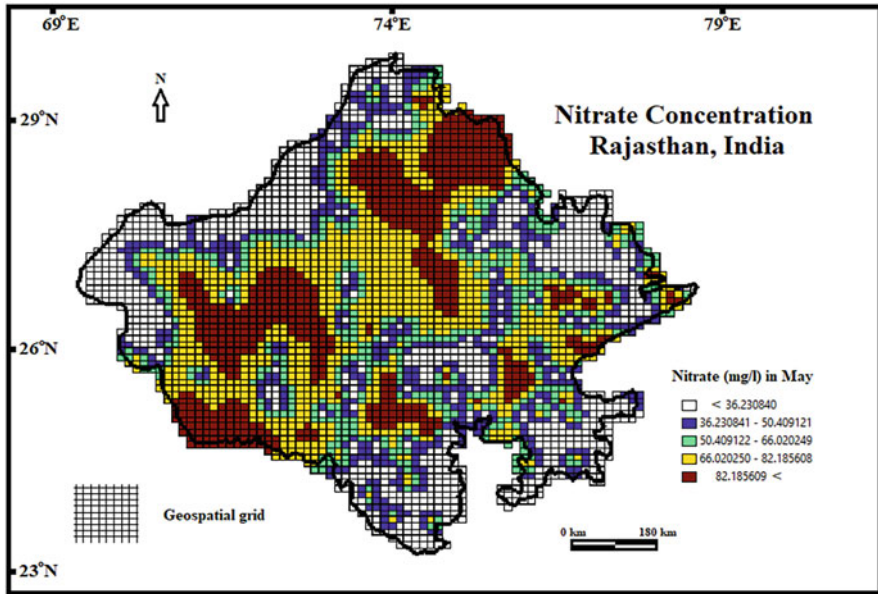 69°E
74°E
79°E
N
29°N
Nitrate Concentration
Rajasthan, India
26°N
Nitrate (mg/l) in May
< 36.230840
36.230841 - 50.409121
50.409122 - 66.020249
66.020250 - 82.185608
82.185609 <
Geospatial grid
0 km 180 km
23°N